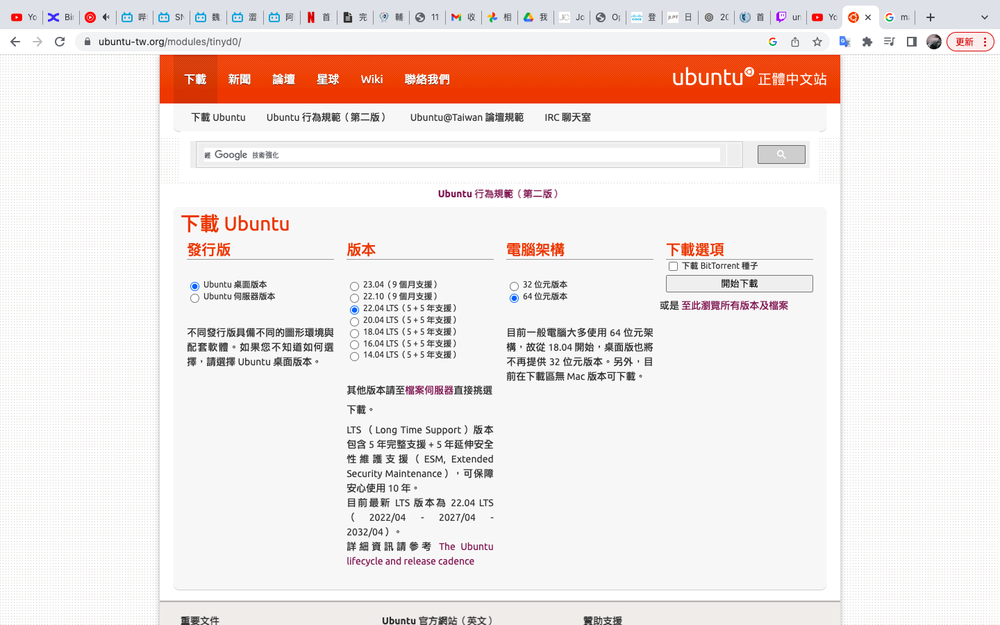 Yo
Bi
哔
SN
魏
澀
阿
首
完
輔
11
收
相
我
Jo
Op
登
日
20
首
un
Yo
ma
ubuntu-tw.org/modules/tinyd0/
更新
下載 新聞 論壇 星球 Wiki 聯絡我們
ubuntu 正體中文站
下載 Ubuntu Ubuntu 行為規範（第二版） Ubuntu@Taiwan 論壇規範 IRC 聊天室
經 Google 技術強化
Ubuntu 行為規範（第二版）
下載 Ubuntu
發行版
Ubuntu 桌面版本
Ubuntu 伺服器版本
不同發行版具備不同的圖形環境與
配套軟體。如果您不知道如何選
擇，請選擇 Ubuntu 桌面版本。
版本
23.04（9 個月支援）
22.10（9 個月支援）
22.04 LTS（5 + 5 年支援）
20.04 LTS（5 + 5 年支援）
18.04 LTS（5 + 5 年支援）
16.04 LTS（5 + 5 年支援）
14.04 LTS（5 + 5 年支援）
其他版本請至檔案伺服器直接挑選
下載。
LTS（Long Time Support）版本
包含 5 年完整支援 + 5 年延伸安全
性維護支援（ESM, Extended
Security Maintenance），可保障
安心使用 10 年。
目前最新 LTS 版本為 22.04 LTS
（2022/04 - 2027/04 -
2032/04）。
詳細資訊請參考 The Ubuntu
lifecycle and release cadence
電腦架構
32 位元版本
64 位元版本
目前一般電腦大多使用 64 位元架
構，故從 18.04 開始，桌面版也將
不再提供 32 位元版本。另外，目
前在下載區無 Mac 版本可下載。
下載選項
下載 BitTorrent 種子
開始下載
或是 至此瀏覽所有版本及檔案
重要文件 Ubuntu 官方網站（英文） 贊助支援